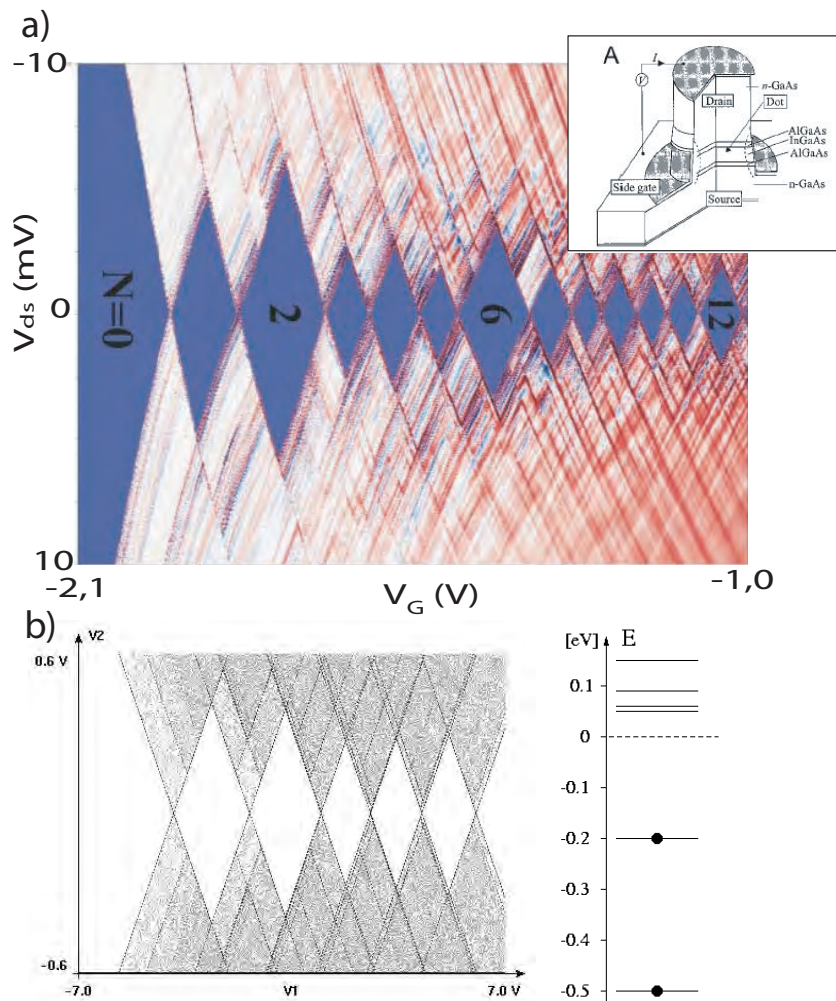 a)
-10
0
10
V_ds (mV)
N=0
2
6
12
-2,1
V_G (V)
-1,0
A
I
V
n-GaAs
Drain
Dot
AlGaAs
InGaAs
AlGaAs
Side gate
n-GaAs
Source
b)
V2
0.6 V
-0.6
-7.0
V1
7.0 V
[eV] E
0.1
0
-0.1
-0.2
-0.3
-0.4
-0.5